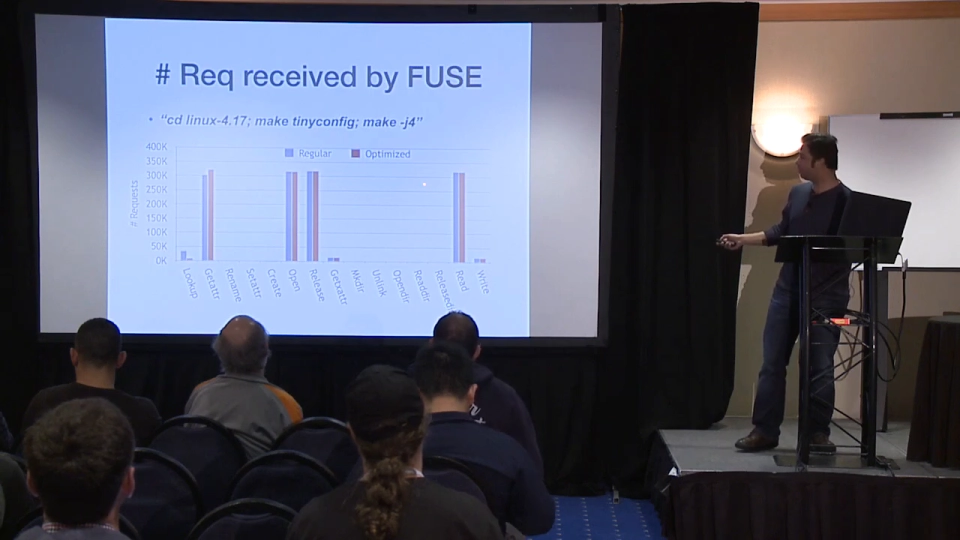 # Req received by FUSE
• “cd linux-4.17; make tinyconfig; make -j4”
Regular Optimized
400K
350K
300K
250K
200K
150K
100K
50K
0K
# Requests
Lookup
Getattr
Rename
Setattr
Create
Open
Release
Getxattr
Mkdir
Unlink
Opendir
Readdir
Read
Write